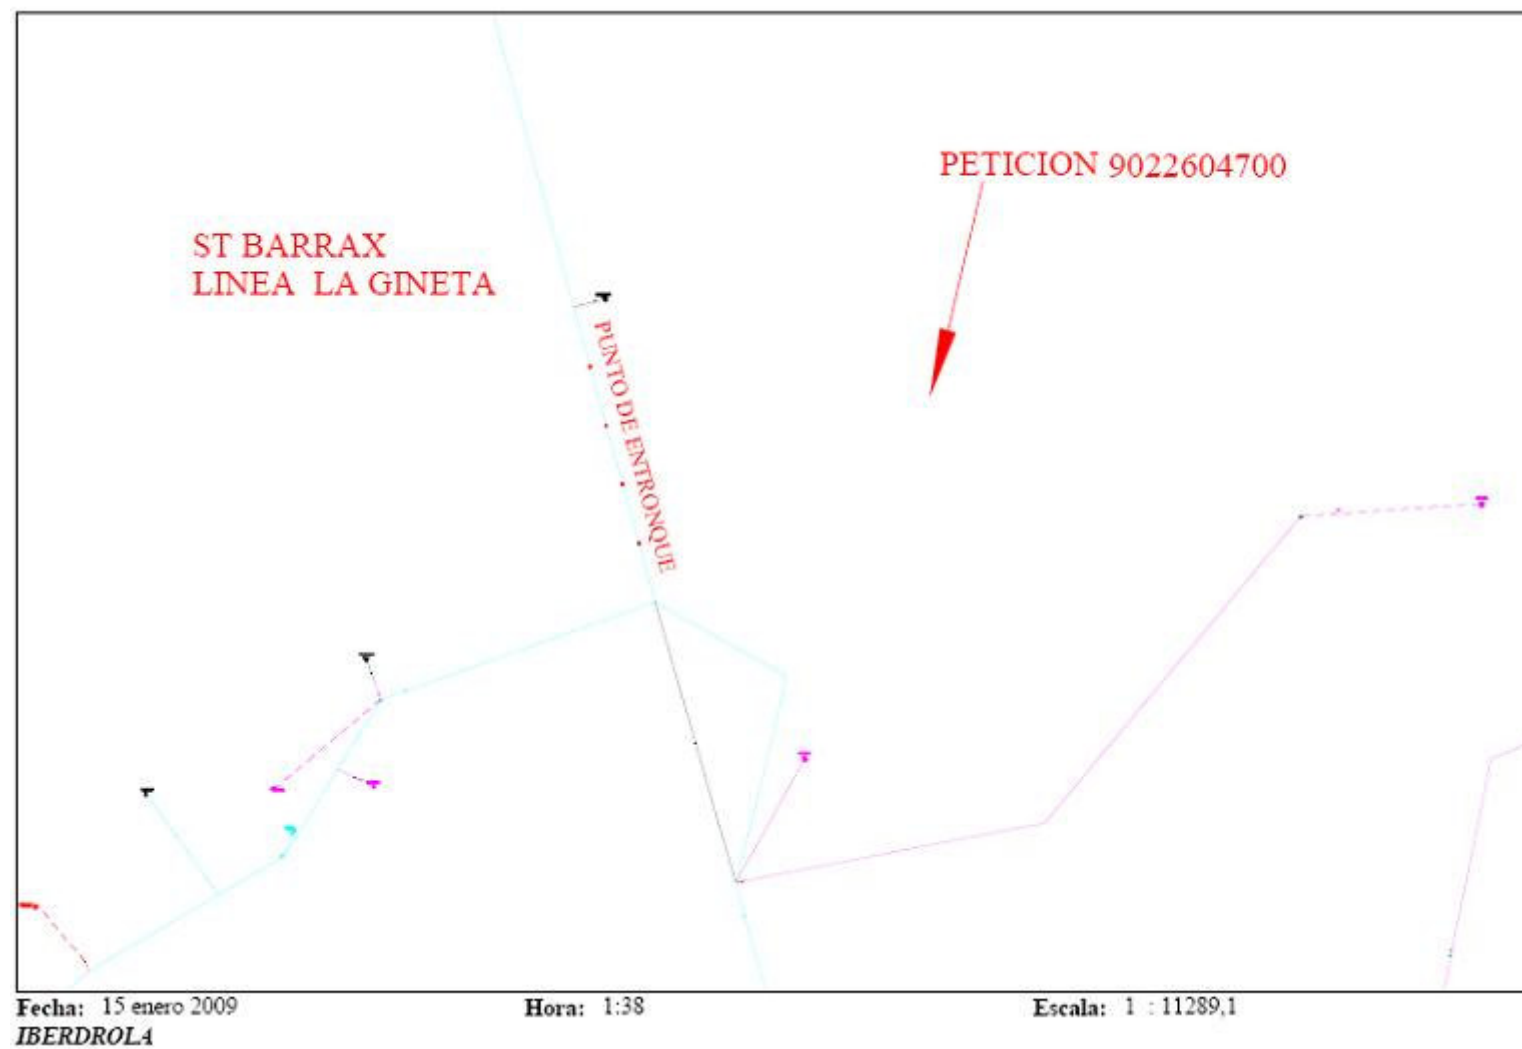 PETICION 9022604700
ST BARRAX
LINEA LA GINETA
PUNTO DE ENTRONQUE
Fecha: 15 enero 2009 Hora: 1:38 Escala: 1 : 11289,1
IBERDROLA